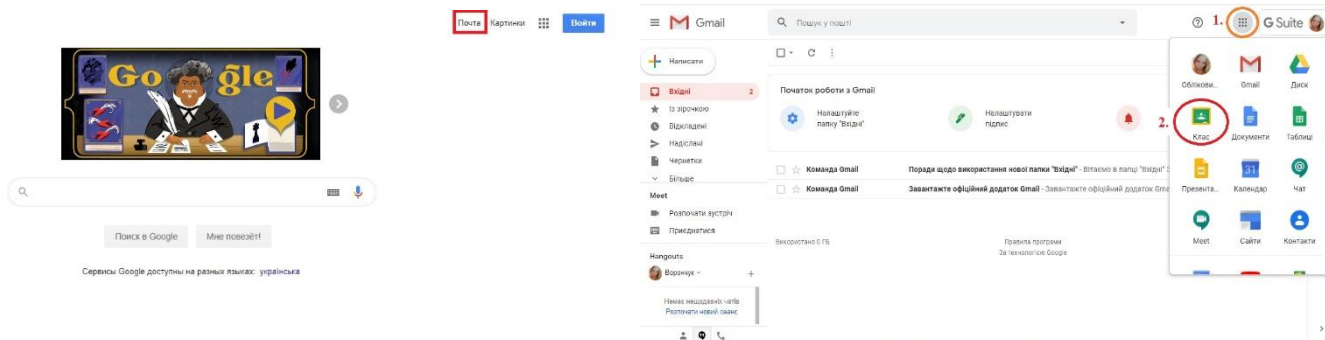 Почта Картинки Войти
Go gle
Поиск в Google Мне повезёт!
Сервисы Google доступны на разных языках: українська
Gmail
Пошук у пошті
1.
G Suite
Написати
Вхідні 2
Із зірочкою
Відкладені
Надіслані
Чернетки
Більше
Meet
Розпочати зустріч
Приєднатися
Hangouts
Ворончук
Немає нещодавніх чатів
Розпочати новий сеанс
Початок роботи з Gmail
Налаштуйте
папку "Вхідні"
Налаштувати
підпис
Команда Gmail Поради щодо використання нової папки "Вхідні" - Вітаємо в папці "Вхідні"
Команда Gmail Завантажте офіційний додаток Gmail - Завантажте офіційний додаток Gma
Використано 0 ГБ
Правила програми
За технологією Google
Обликови... Gmail Диск
2.
Клас Документи Таблиці
31
Презента... Календар Чат
Meet Сайти Контакти